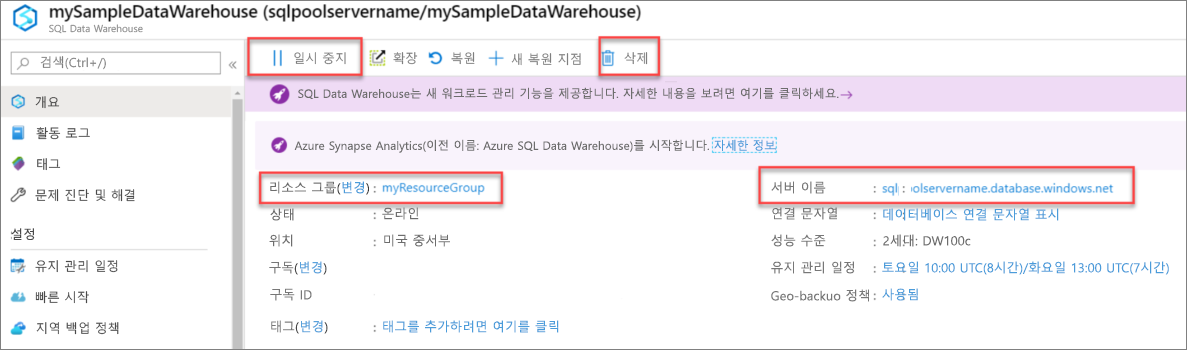 mySampleDataWarehouse (sqlpoolservername/mySampleDataWarehouse)
SQL Data Warehouse
검색(Ctrl+/)
«
일시 중지
확장
복원
새 복원 지점
삭제
SQL Data Warehouse는 새 워크로드 관리 기능을 제공합니다. 자세한 내용을 보려면 여기를 클릭하세요.→
개요
활동 로그
태그
문제 진단 및 해결
설정
유지 관리 일정
빠른 시작
지역 백업 정책
Azure Synapse Analytics(이전 이름: Azure SQL Data Warehouse)를 시작합니다. 자세한 정보
리소스 그룹(변경) : myResourceGroup
상태 : 온라인
위치 : 미국 중서부
구독(변경)
구독 ID
태그(변경) : 태그를 추가하려면 여기를 클릭
서버 이름 : sql : olservername.database.windows.net
연결 문자열 : 데이터베이스 연결 문자열 표시
성능 수준 : 2세대: DW100c
유지 관리 일정 : 토요일 10:00 UTC(8시간)/화요일 13:00 UTC(7시간)
Geo-backuo 정책 : 사용됨